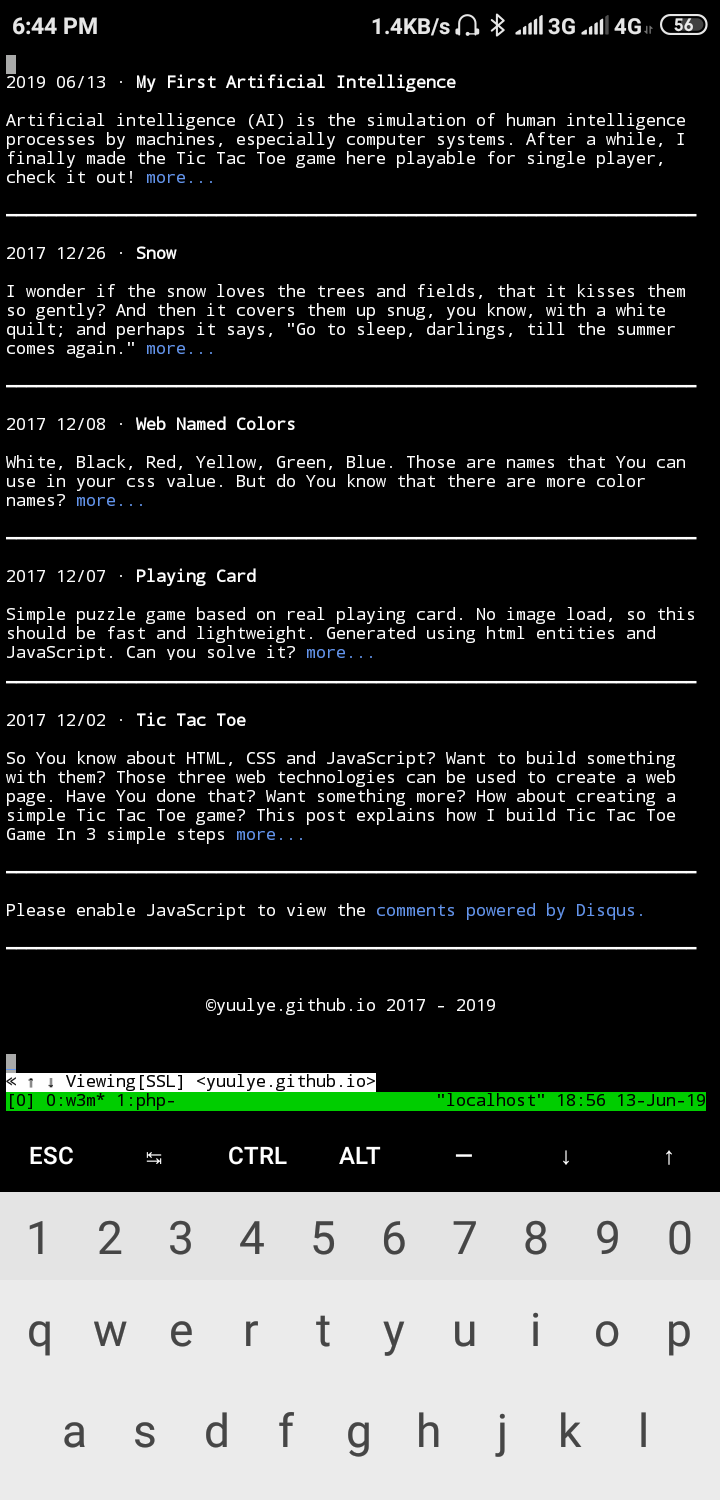 6:44 PM 1.4KB/s 3G 4G 56
2019 06/13 · My First Artificial Intelligence
Artificial intelligence (AI) is the simulation of human intelligence
processes by machines, especially computer systems. After a while, I
finally made the Tic Tac Toe game here playable for single player,
check it out! more...
2017 12/26 · Snow
I wonder if the snow loves the trees and fields, that it kisses them
so gently? And then it covers them up snug, you know, with a white
quilt; and perhaps it says, "Go to sleep, darlings, till the summer
comes again." more...
2017 12/08 · Web Named Colors
White, Black, Red, Yellow, Green, Blue. Those are names that You can
use in your css value. But do You know that there are more color
names? more...
2017 12/07 · Playing Card
Simple puzzle game based on real playing card. No image load, so this
should be fast and lightweight. Generated using html entities and
JavaScript. Can you solve it? more...
2017 12/02 · Tic Tac Toe
So You know about HTML, CSS and JavaScript? Want to build something
with them? Those three web technologies can be used to create a web
page. Have You done that? Want something more? How about creating a
simple Tic Tac Toe game? This post explains how I build Tic Tac Toe
Game In 3 simple steps more...
Please enable JavaScript to view the comments powered by Disqus.
©yuulye.github.io 2017 - 2019
« ↑ ↓ Viewing[SSL] <yuulye.github.io>
[0] 0:w3m* 1:php- "localhost" 18:56 13-Jun-19
ESC ↹ CTRL ALT — ↓ ↑
1 2 3 4 5 6 7 8 9 0
q w e r t y u i o p
a s d f g h j k l